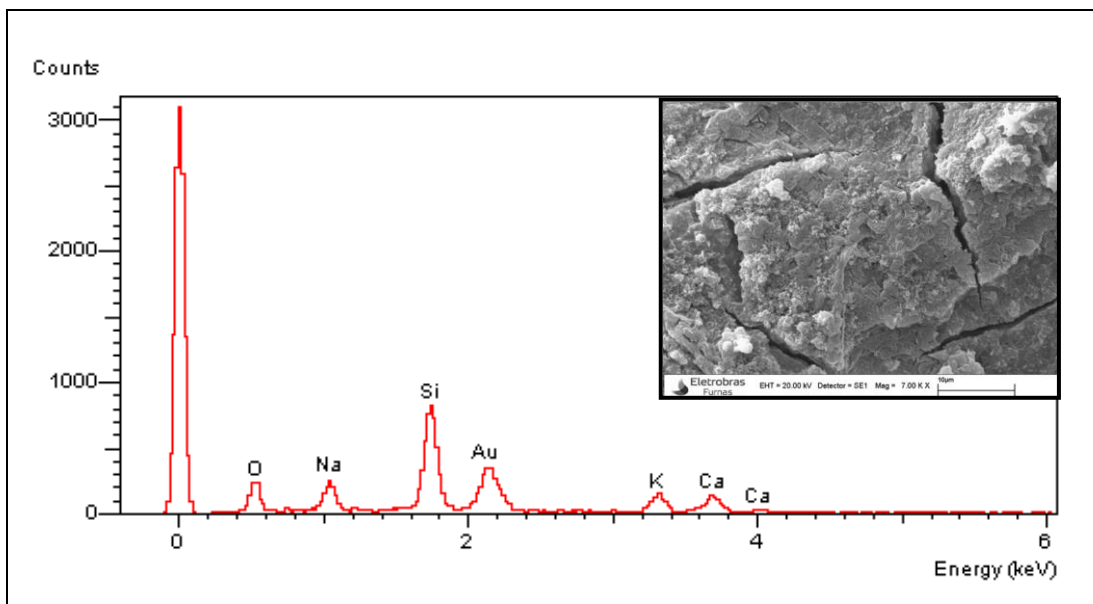 Counts
3000
2000
1000
0
O
Na
Si
Au
K
Ca
Ca
0
2
4
6
Energy (keV)
Eletrobras
Furnas
EHT = 20.00 kV Detector = SE1 Mag = 7.00 K X
10µm